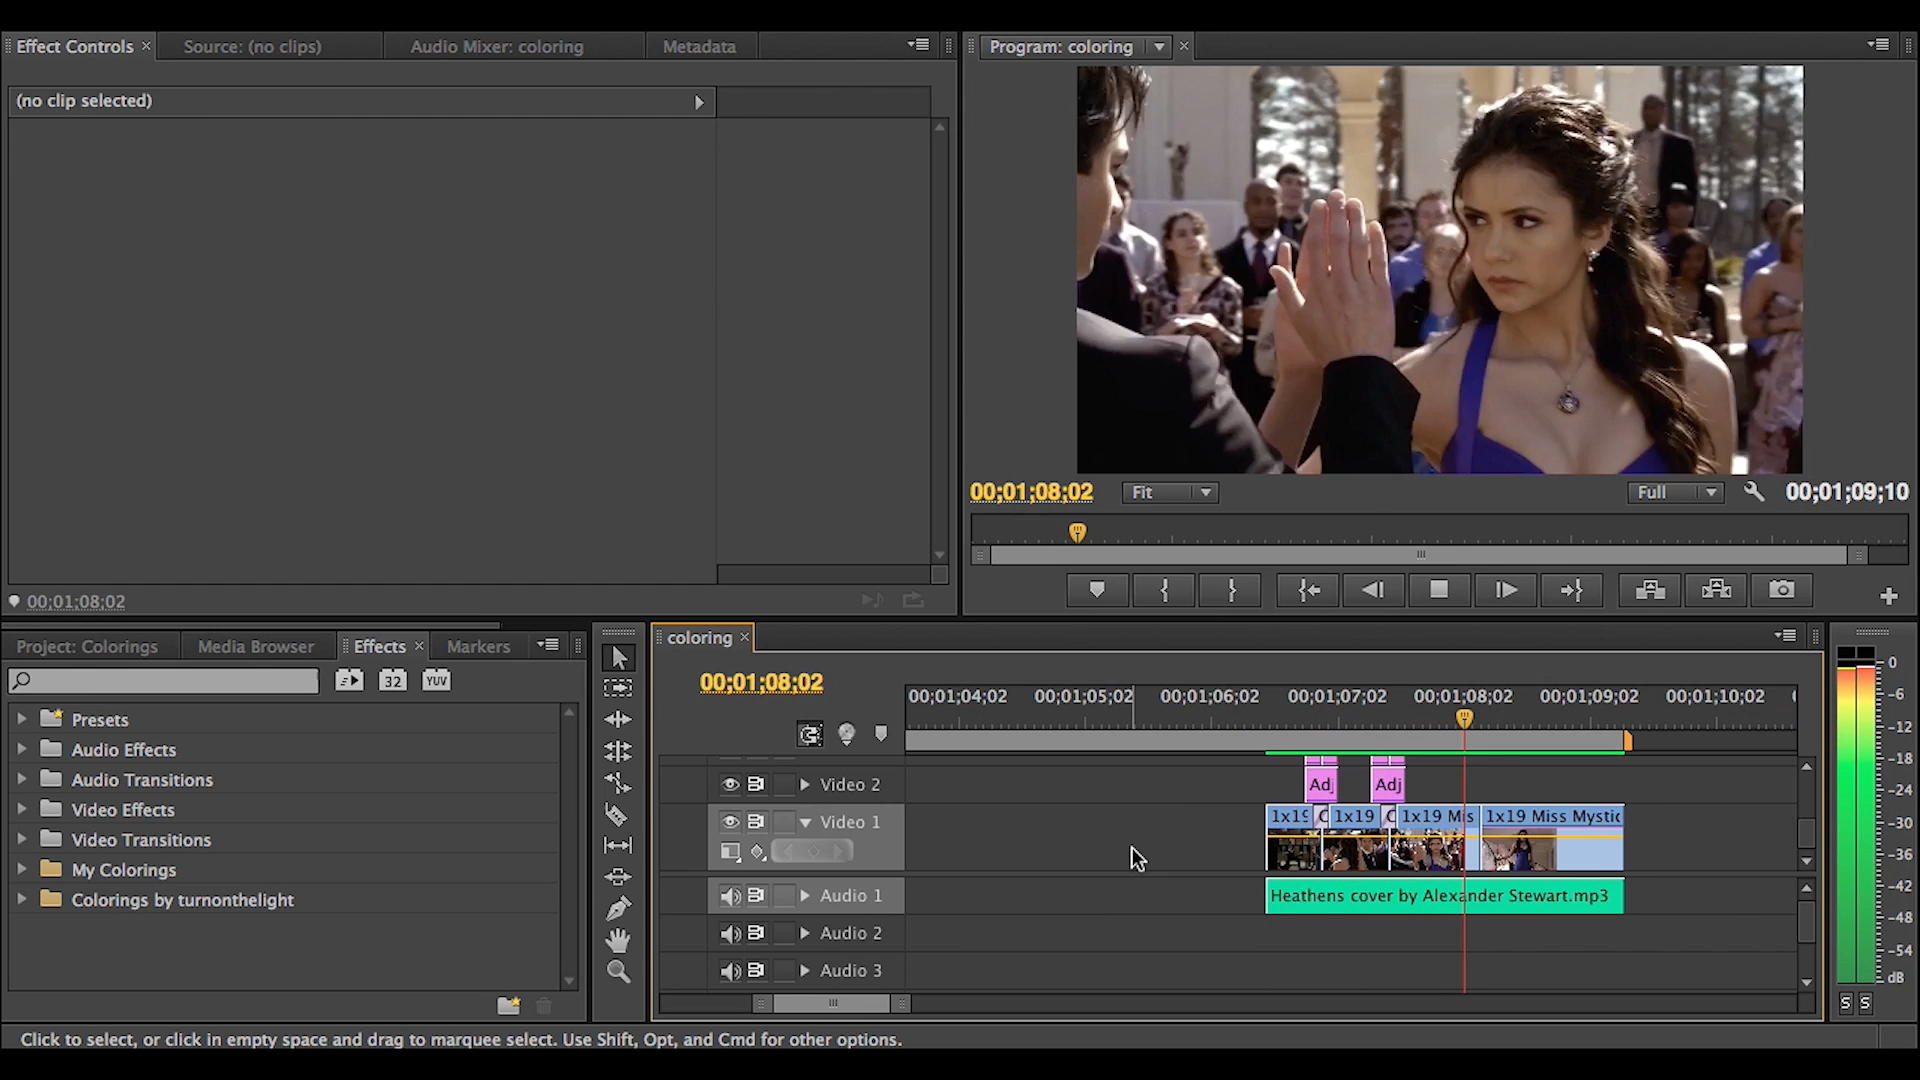 Effect Controls × Source: (no clips) Audio Mixer: coloring Metadata
Program: coloring ×
(no clip selected)
00;01;08;02 Fit Full 00;01;09;10
00;01;08;02
Project: Colorings Media Browser Effects × Markers
32 YUV
Presets
Audio Effects
Audio Transitions
Video Effects
Video Transitions
My Colorings
Colorings by turnonthelight
coloring ×
00;01;08;02
00;01;04;02 00;01;05;02 00;01;06;02 00;01;07;02 00;01;08;02 00;01;09;02 00;01;10;02
Video 2 Adj Adj
Video 1 1x19 C 1x19 C 1x19 Mis 1x19 Miss Mystic
Audio 1 Heathens cover by Alexander Stewart.mp3
Audio 2
Audio 3
0
-6
-12
-18
-24
-30
-36
-42
-48
-54
dB
S S
Click to select, or click in empty space and drag to marquee select. Use Shift, Opt, and Cmd for other options.